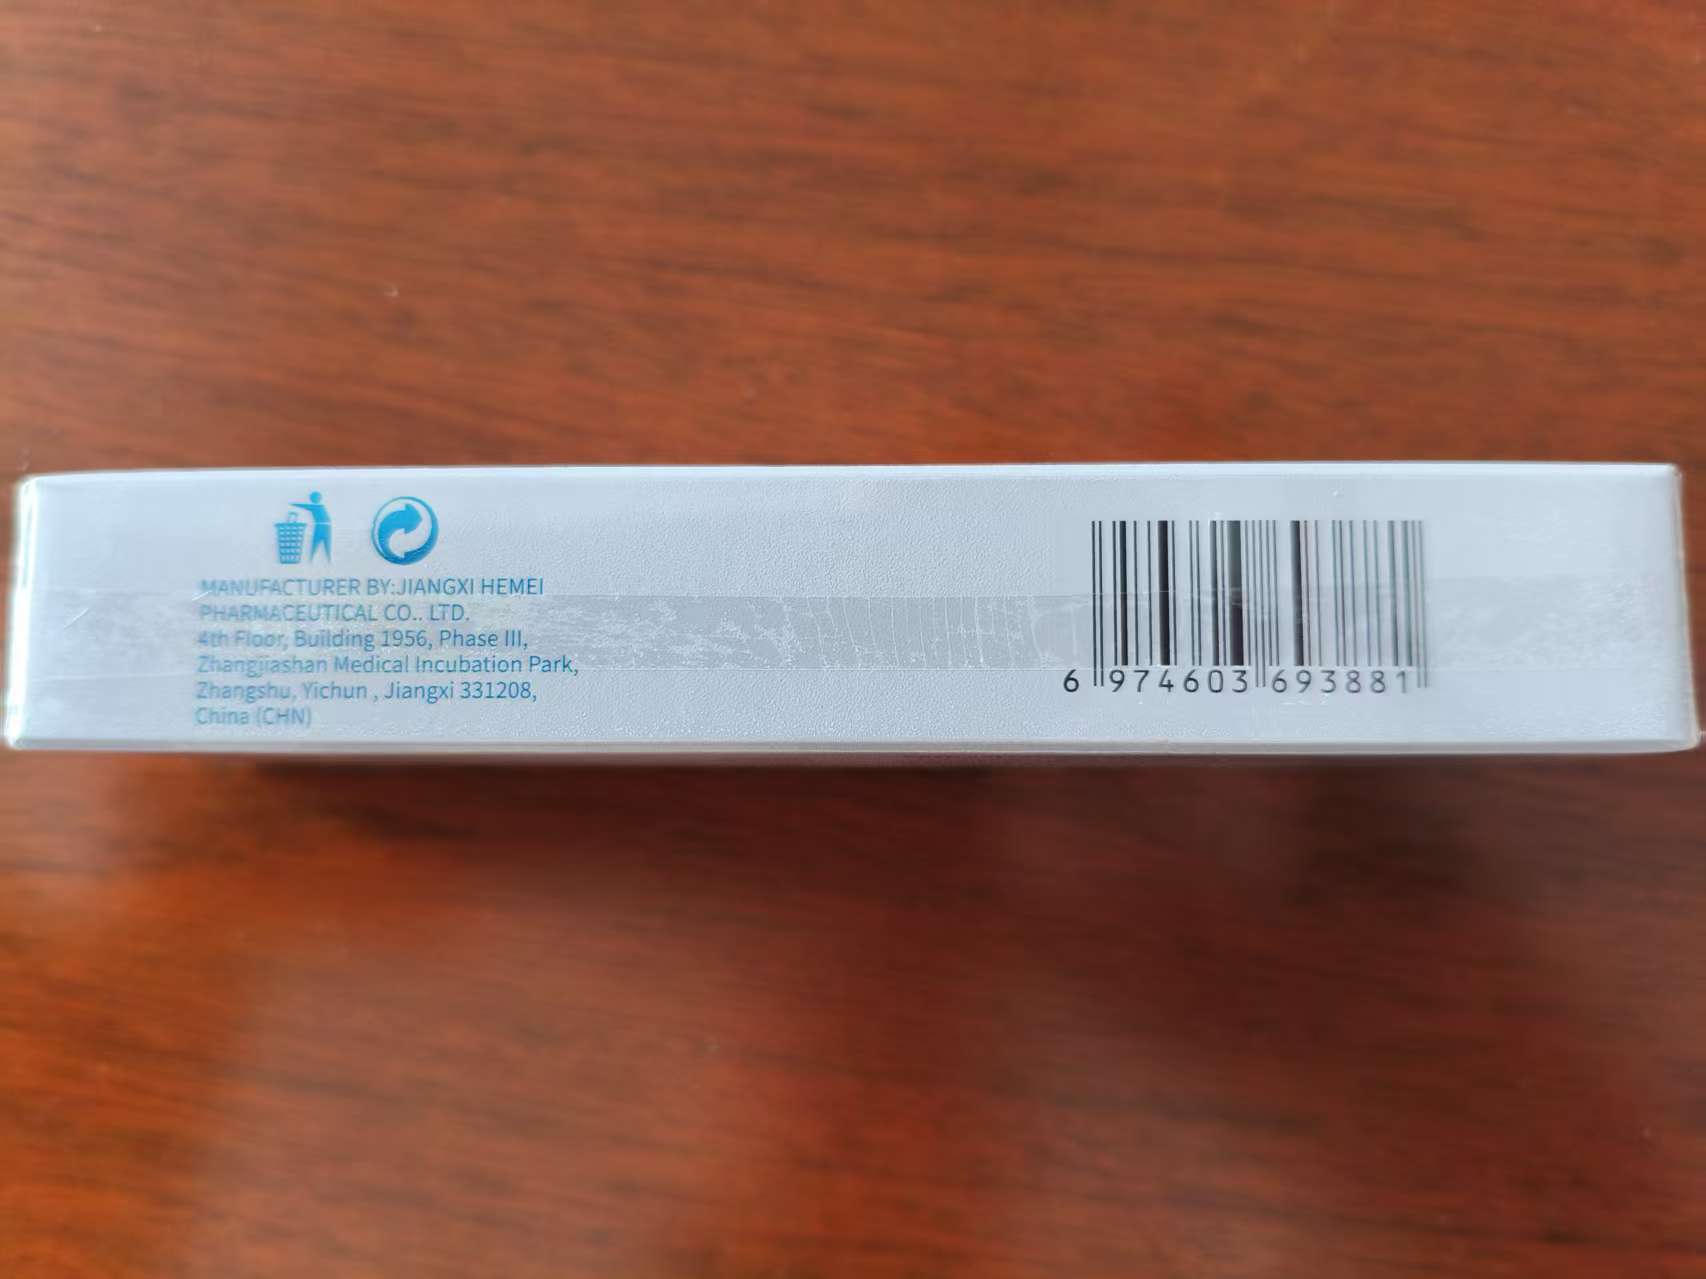 MANUFACTURER BY:JIANGXI HEMEI
PHARMACEUTICAL CO.. LTD.
4th Floor, Building 1956, Phase III,
Zhangjiashan Medical Incubation Park,
Zhangshu, Yichun , Jiangxi 331208,
China (CHN)
6 974603 693881